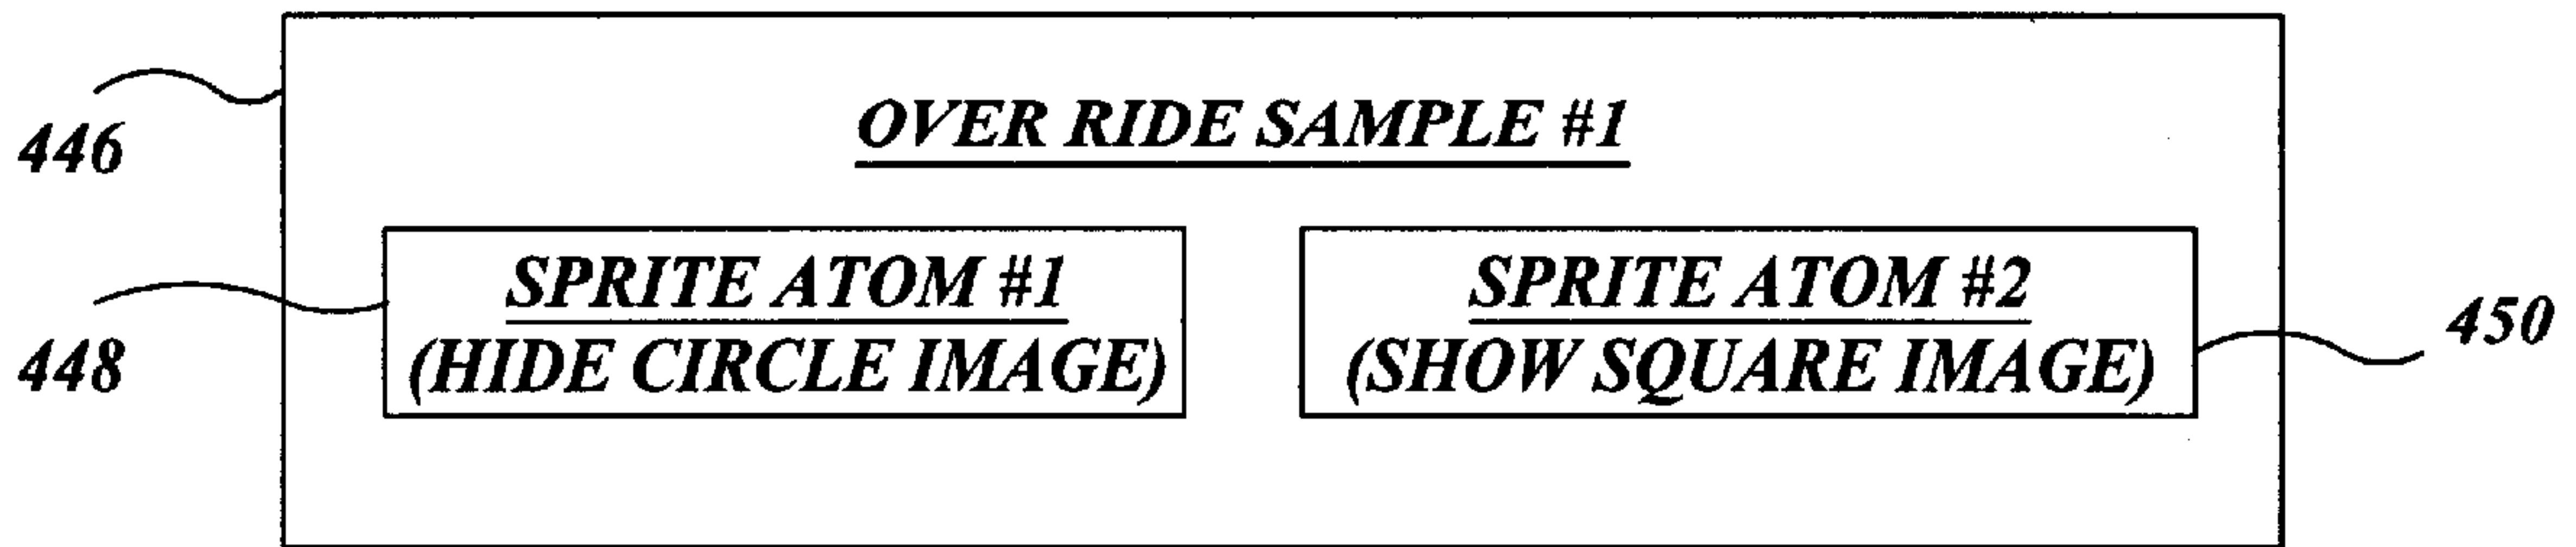 OVER RIDE SAMPLE #1
446
SPRITE ATOM #1
(HIDE CIRCLE IMAGE)
448
SPRITE ATOM #2
(SHOW SQUARE IMAGE)
450